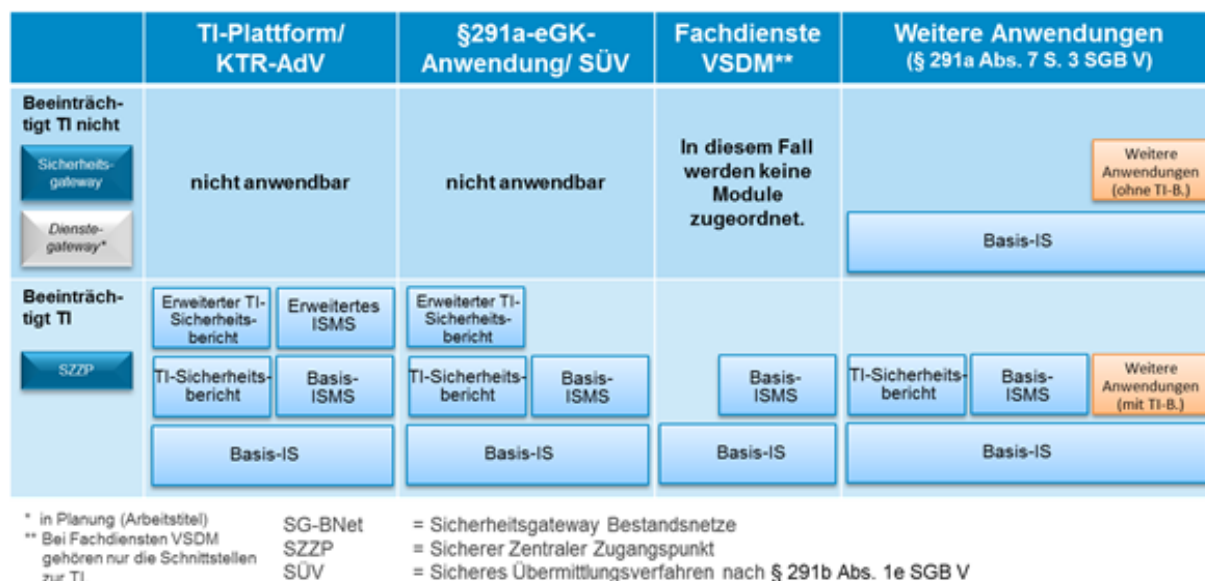 TI-Plattform/
KTR-AdV
§291a-eGK-
Anwendung/ SÜV
Fachdienste
VSDM**
Weitere Anwendungen
(§ 291a Abs. 7 S. 3 SGB V)
Beeinträch-
tigt TI nicht
Sicherheits-
gateway
Dienste-
gateway*
nicht anwendbar
nicht anwendbar
In diesem Fall
werden keine
Module
zugeordnet.
Weitere
Anwendungen
(ohne TI-B.)
Basis-IS
Beeinträch-
tigt TI
SZZP
Erweiterter TI-
Sicherheits-
bericht
Erweitertes
ISMS
TI-Sicherheits-
bericht
Basis-
ISMS
Basis-IS
Erweiterter TI-
Sicherheits-
bericht
TI-Sicherheits-
bericht
Basis-
ISMS
Basis-IS
Basis-
ISMS
Basis-IS
TI-Sicherheits-
bericht
Basis-
ISMS
Weitere
Anwendungen
(mit TI-B.)
Basis-IS
* in Planung (Arbeitstitel)
** Bei Fachdiensten VSDM
gehören nur die Schnittstellen
zur TI
SG-BNet = Sicherheitsgateway Bestandsnetze
SZZP = Sicherer Zentraler Zugangspunkt
SÜV = Sicheres Übermittlungsverfahren nach § 291b Abs. 1e SGB V